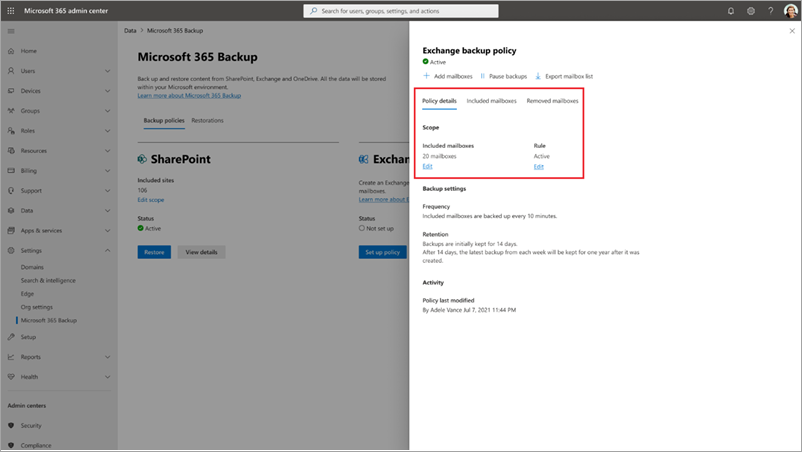 Microsoft 365 admin center
Search for users, groups, settings, and actions
Home
Users
Devices
Groups
Roles
Resources
Billing
Support
Data
Apps & services
Settings
Domains
Search & intelligence
Edge
Org settings
Microsoft 365 Backup
Setup
Reports
Health
Admin centers
Security
Compliance
Data > Microsoft 365 Backup
Microsoft 365 Backup
Back up and restore content from SharePoint, Exchange and OneDrive. All the data will be stored
within your Microsoft environment.
Learn more about Microsoft 365 Backup
Backup policies Restorations
SharePoint
Included sites
106
Edit scope
Status
Active
Restore View details
Create an Exchange
mailboxes.
Learn more about
Status
Not set up
Set up policy
Exchange backup policy
Active
Add mailboxes Pause backups Export mailbox list
Policy details Included mailboxes Removed mailboxes
Scope
Included mailboxes Rule
20 mailboxes Active
Edit Edit
Backup settings
Frequency
Included mailboxes are backed up every 10 minutes.
Retention
Backups are initially kept for 14 days.
After 14 days, the latest backup from each week will be kept for one year after it was
created.
Activity
Policy last modified
By Adele Vance Jul 7, 2021 11:44 PM